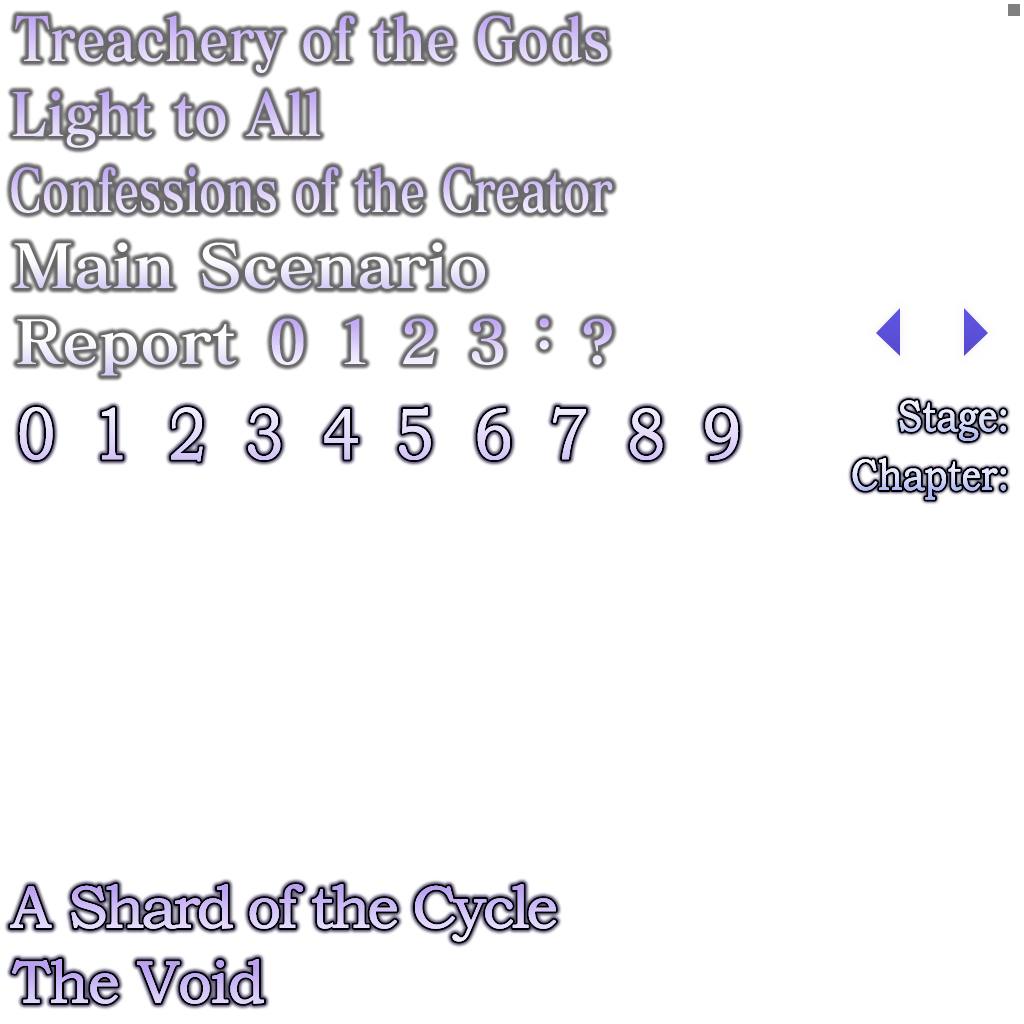 Treachery of the Gods
Light to All
Confessions of the Creator
Main Scenario
Report 0 1 2 3 : ?
0 1 2 3 4 5 6 7 8 9
Stage:
Chapter:
A Shard of the Cycle
The Void